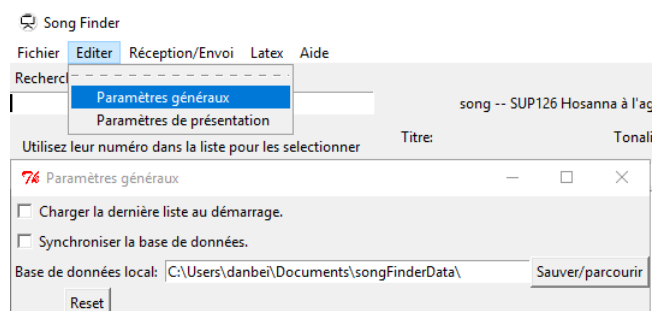 Song Finder
Fichier Editer Réception/Envoi Latex Aide
Recherc
Paramètres généraux
song -- SUP126 Hosanna à l'ag
Paramètres de présentation
Utilisez leur numéro dans la liste pour les selectionner Titre: Tonali
Paramètres généraux
Charger la dernière liste au démarrage.
Synchroniser la base de données.
Base de données local: C:\Users\danbei\Documents\songFinderData\ Sauver/parcourir
Reset